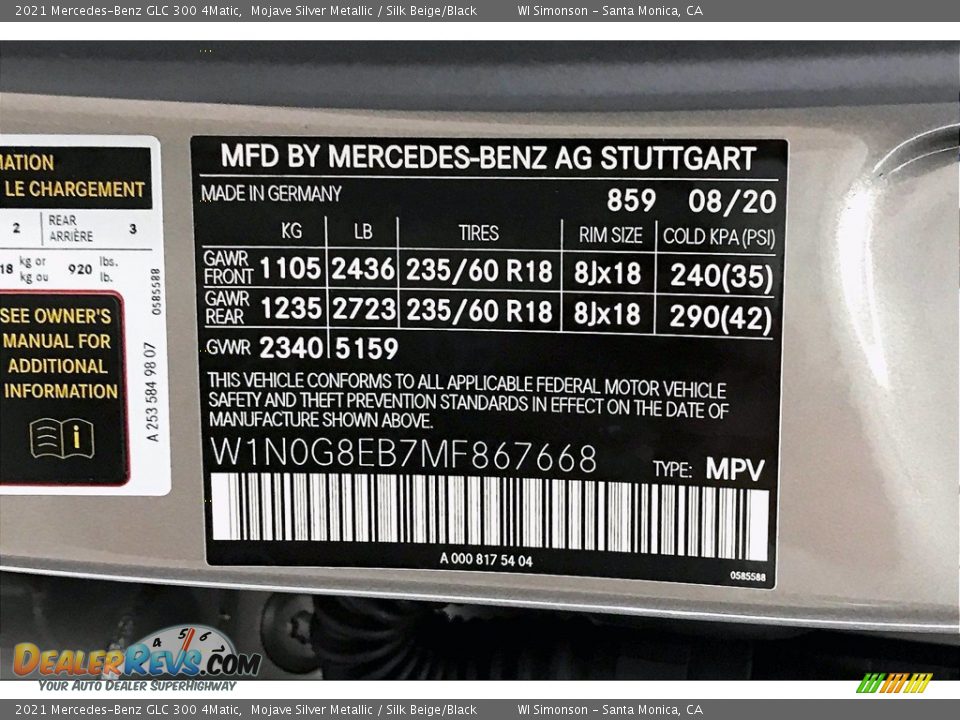 2021 Mercedes-Benz GLC 300 4Matic, Mojave Silver Metallic / Silk Beige/Black WI Simonson - Santa Monica, CA
MATION
LE CHARGEMENT
2 REAR ARRIÈRE 3
18 kg or kg ou 920 lbs. lb.
SEE OWNER'S
MANUAL FOR
ADDITIONAL
INFORMATION
i
0585588
A 253 584 98 07
MFD BY MERCEDES-BENZ AG STUTTGART
MADE IN GERMANY 859 08/20
KG LB TIRES RIM SIZE COLD KPA (PSI)
GAWR FRONT 1105 2436 235/60 R18 8Jx18 240(35)
GAWR REAR 1235 2723 235/60 R18 8Jx18 290(42)
GVWR 2340 5159
THIS VEHICLE CONFORMS TO ALL APPLICABLE FEDERAL MOTOR VEHICLE
SAFETY AND THEFT PREVENTION STANDARDS IN EFFECT ON THE DATE OF
MANUFACTURE SHOWN ABOVE.
W1N0G8EB7MF867668 TYPE: MPV
A 000 817 54 04
0585588
4 5 6
DEALERREVS.COM
YOUR AUTO DEALER SUPERHIGHWAY
2021 Mercedes-Benz GLC 300 4Matic, Mojave Silver Metallic / Silk Beige/Black WI Simonson - Santa Monica, CA